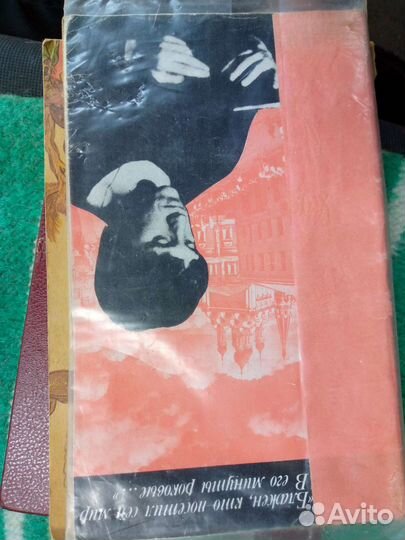 „Блажен, кто посетил сей мир
В его минуты роковые...”
Avito